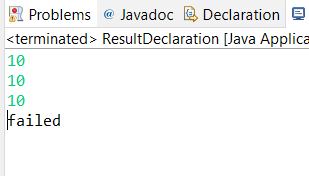 Problems @ Javadoc Declaration
<terminated> ResultDeclaration [Java Applica
10
10
10
failed